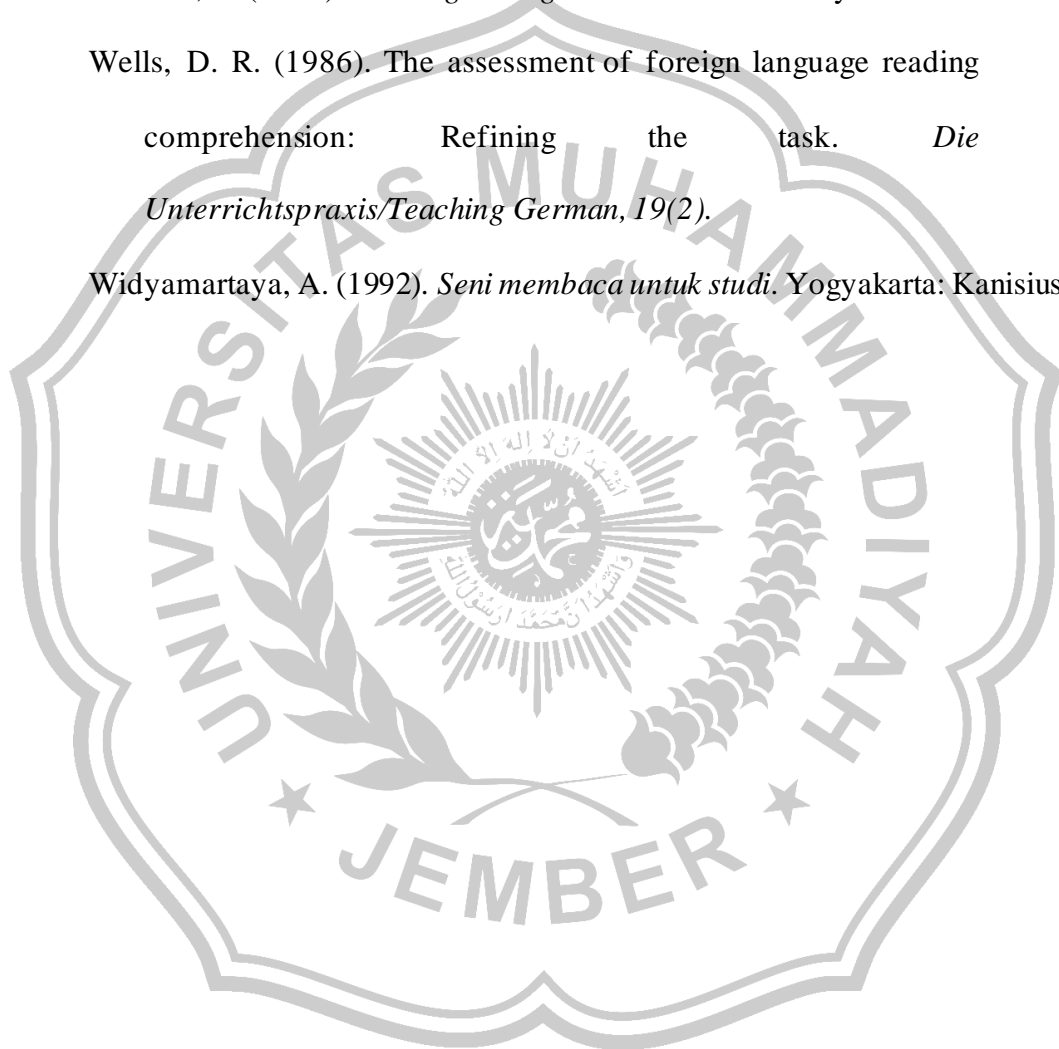 Wells, D. R. (1986). The assessment of foreign language reading
comprehension: Refining the task. Die
Unterrichtspraxis/Teaching German, 19(2).
Widyamartaya, A. (1992). Seni membaca untuk studi. Yogyakarta: Kanisius
UNIVERSITAS MUHAMMADIYAH
JEMBER